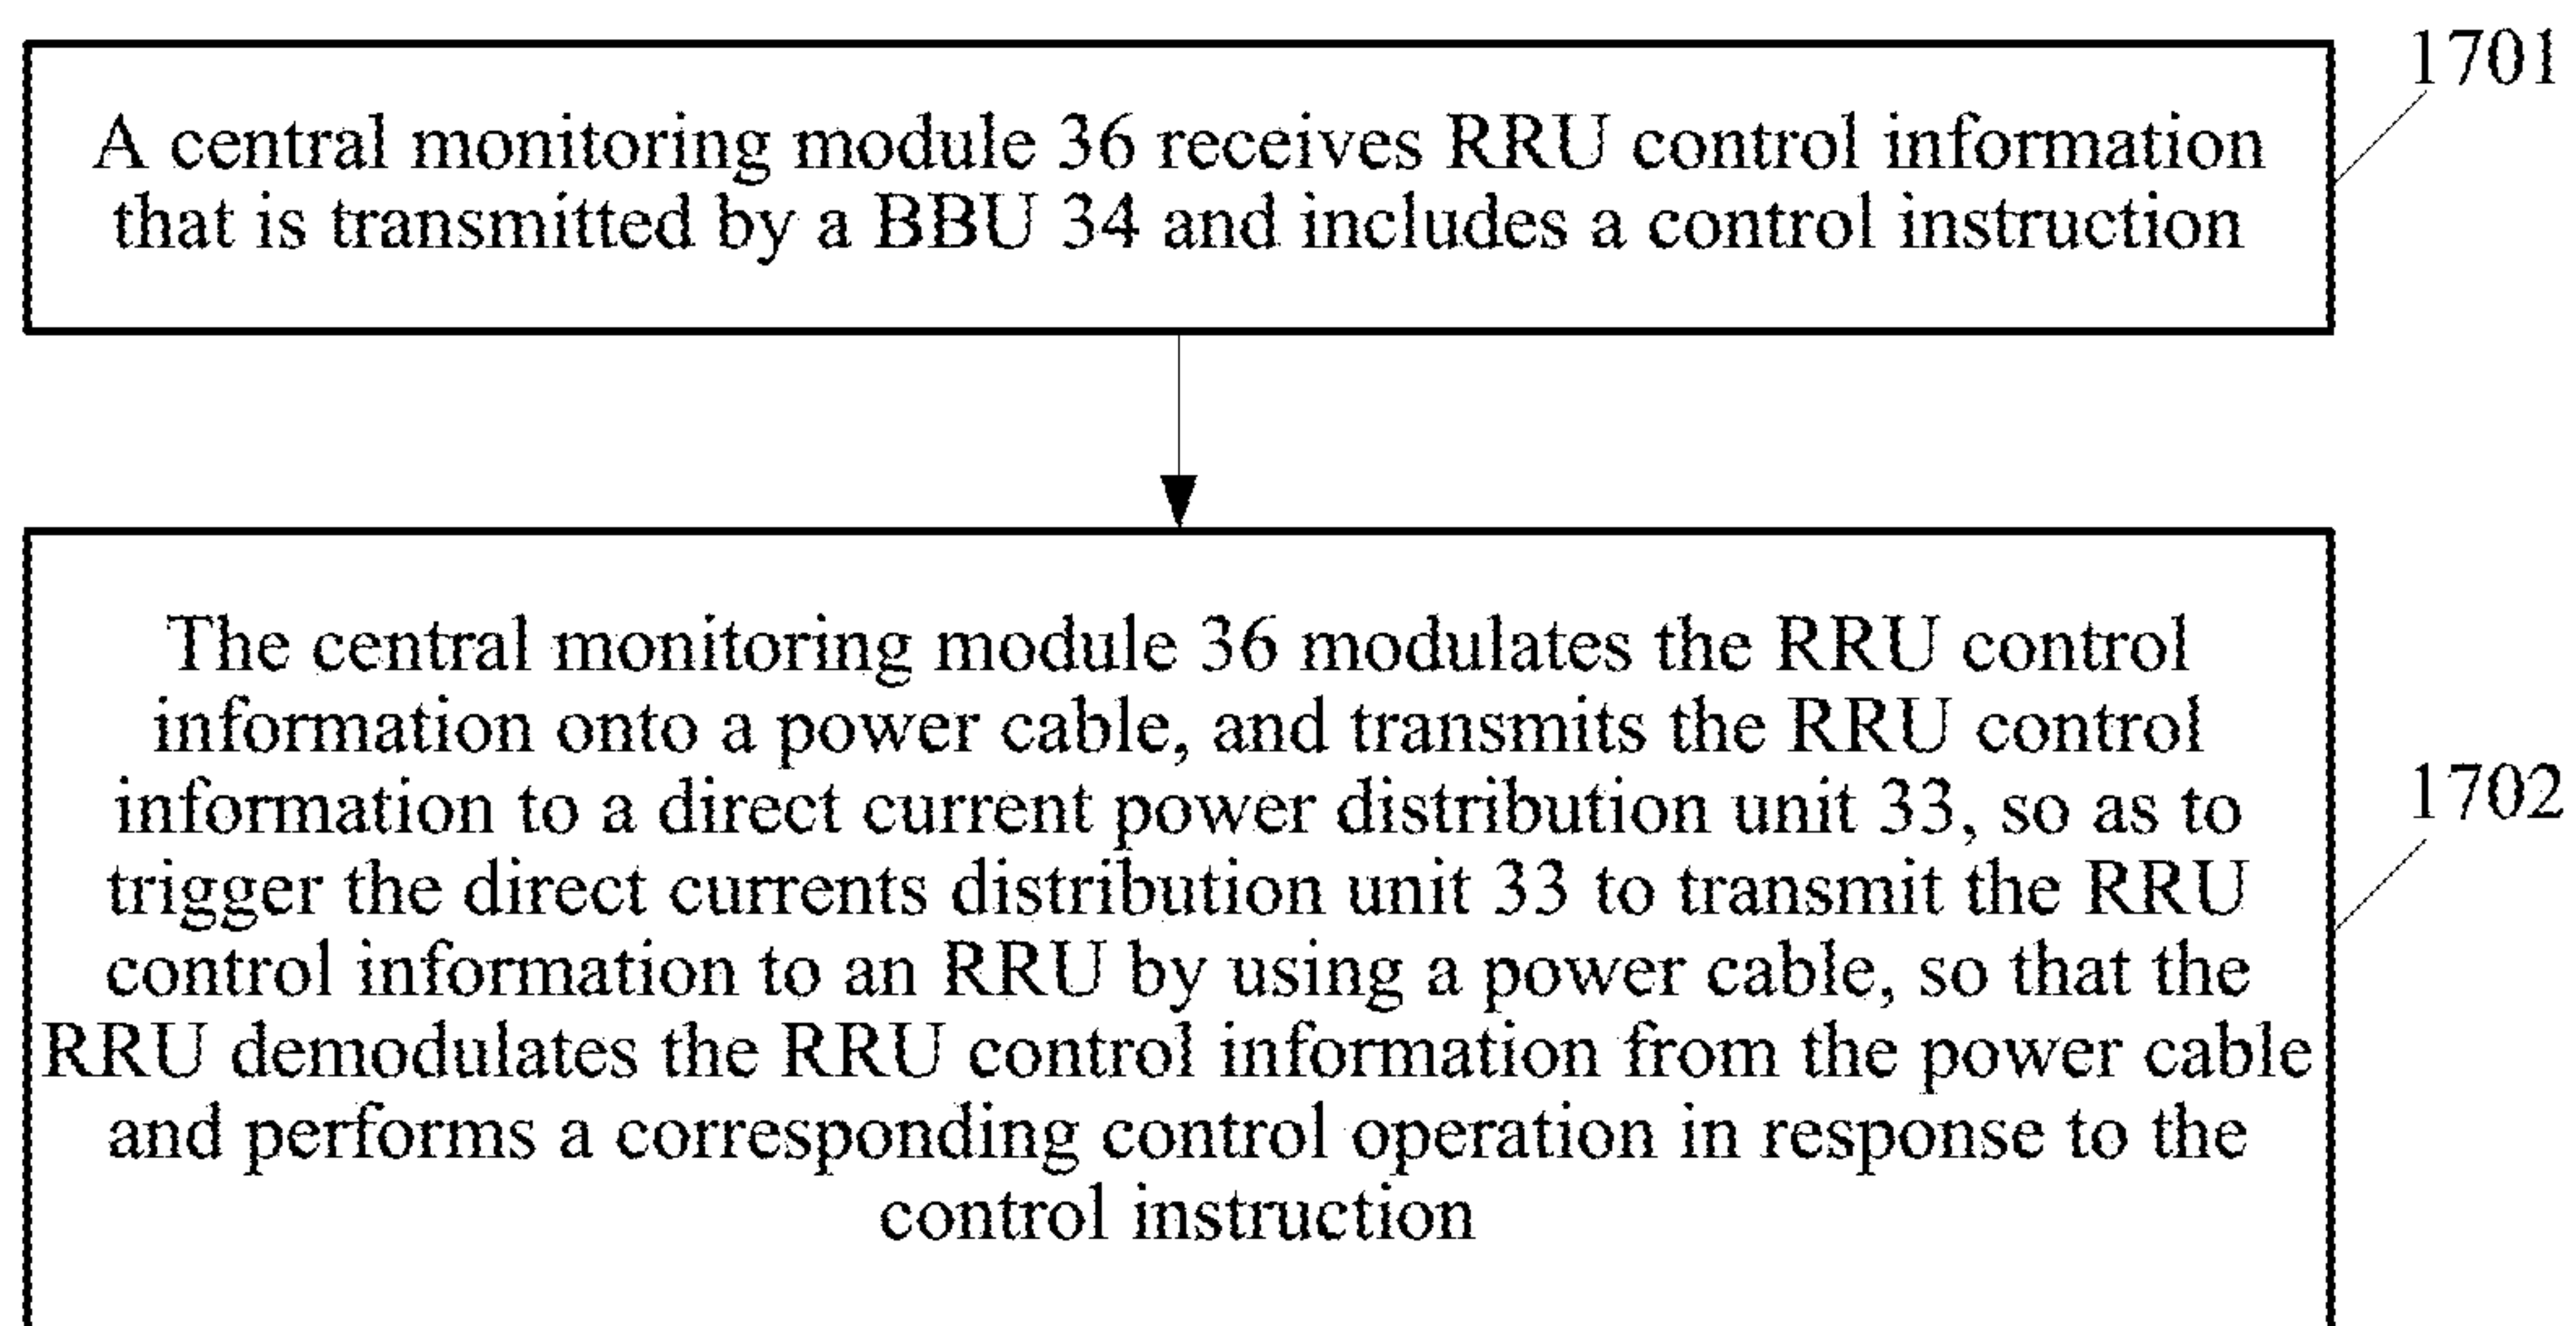 1701
A central monitoring module 36 receives RRU control information
that is transmitted by a BBU 34 and includes a control instruction
The central monitoring module 36 modulates the RRU control
information onto a power cable, and transmits the RRU control
information to a direct current power distribution unit 33, so as to
1702
trigger the direct currents distribution unit 33 to transmit the RRU
control information to an RRU by using a power cable, so that the
RRU demodulates the RRU control information from the power cable
and performs a corresponding control operation in response to the
control instruction